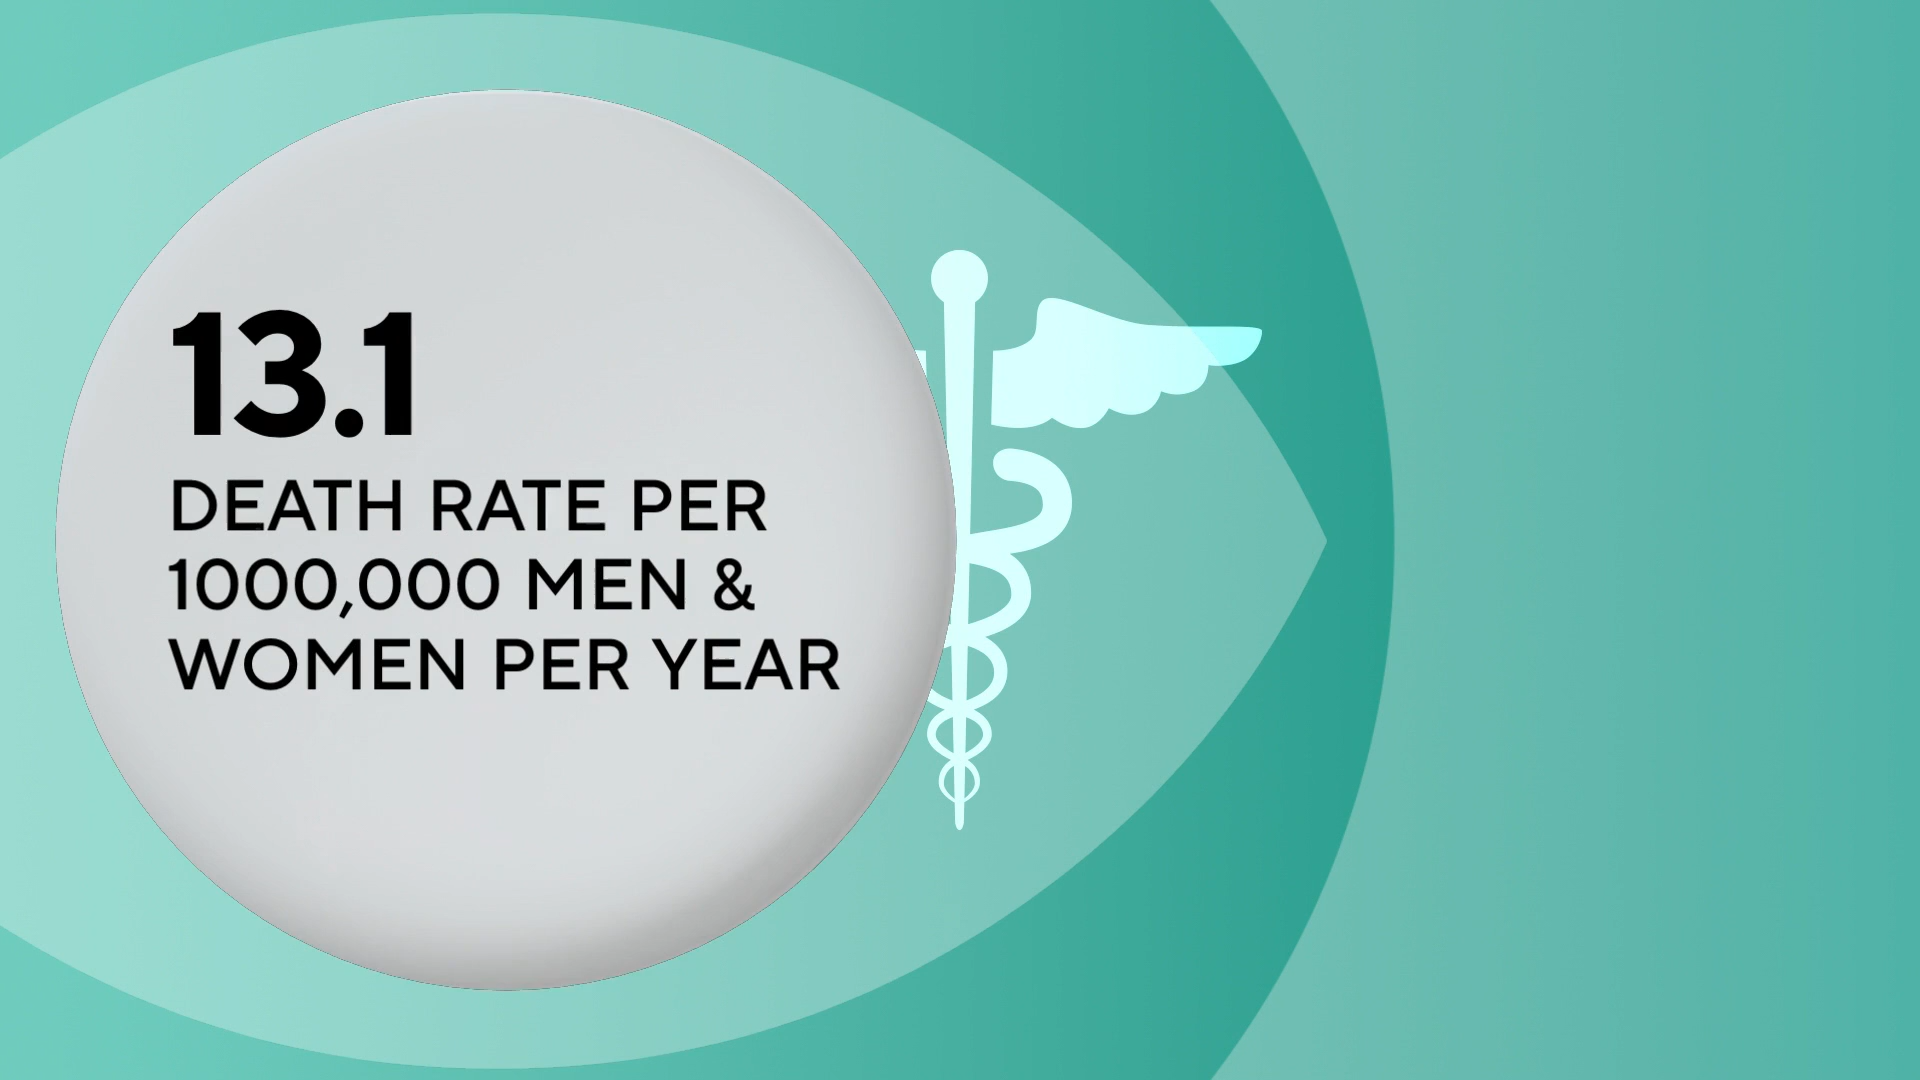 13.1
DEATH RATE PER
1000,000 MEN &
WOMEN PER YEAR